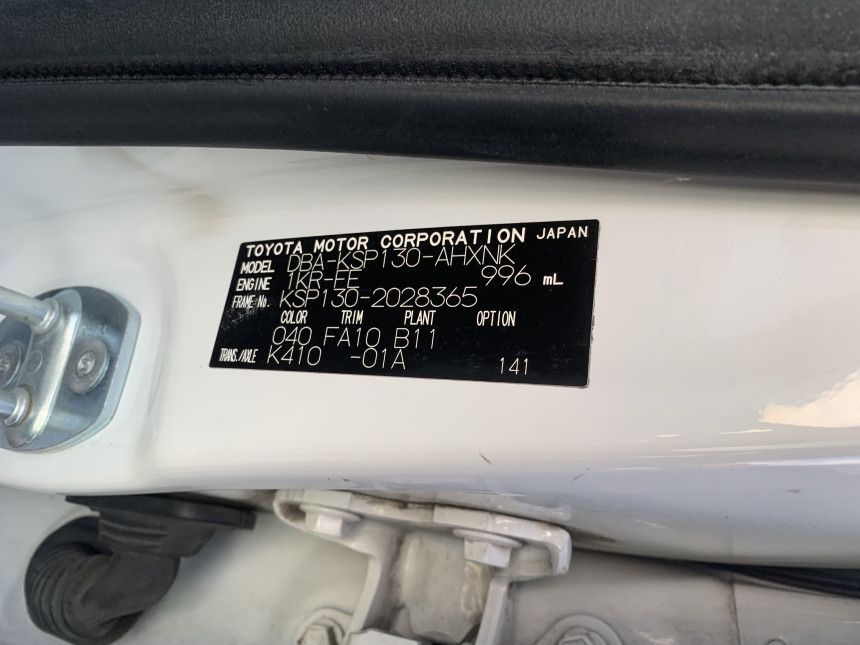 TOYOTA MOTOR CORPORATION JAPAN
MODEL DBA-KSP130-AHXNK
ENGINE 1KR-FE 996 mL
FRAME No. KSP130-2028365
COLOR TRIM PLANT OPTION
040 FA10 B11
TRANS./AXLE K410 -01A 141